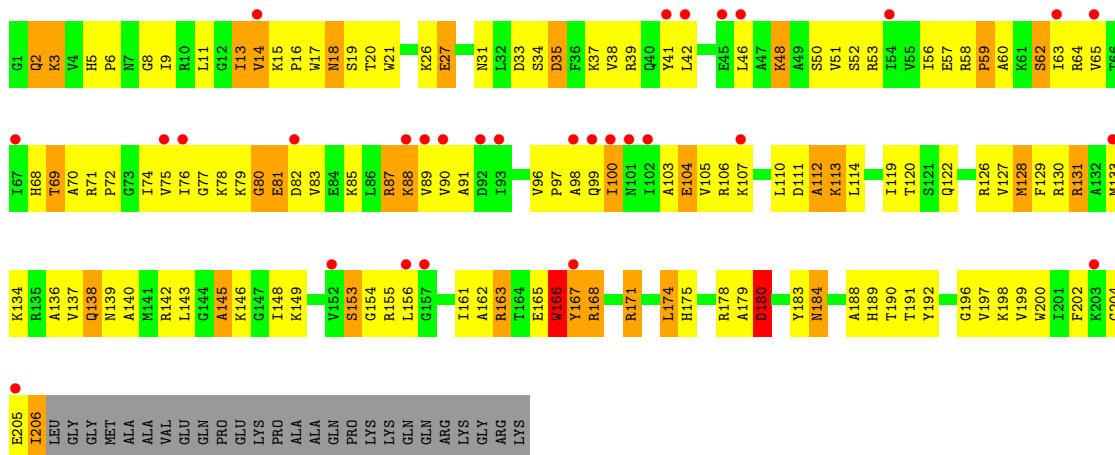 G1 Q2 K3 V4 H5 P6 N7 G8 I9 R10 L11 G12 I13 V14 K15 P16 W17 N18 S19 T20 W21 K26 E27 N31 L32 D33 S34 D35 F36 K37 V38 R39 Q40 Y41 L42 E45 L46 A47 K48 A49 S50 V51 S52 R53 I54 V55 I56 E57 R58 P59 A60 K61 S62 I63 R64 V65 T66
I67 H68 T69 A70 R71 P72 G73 I74 V75 I76 G77 K78 K79 G80 E81 D82 V83 E84 K85 L86 R87 K88 V89 V90 A91 D92 I93 V96 P97 A98 Q99 I100 N101 I102 A103 E104 V105 R106 K107 L110 D111 A112 K113 L114 I119 T120 S121 Q122 R126 V127 M128 F129 R130 R131 A132 M133
K134 R135 A136 V137 Q138 N139 A140 M141 R142 L143 G144 A145 K146 G147 I148 K149 V152 S153 G154 R155 L156 G157 I161 A162 R163 T164 E165 W166 Y167 R168 R171 L174 H175 R178 A179 D180 Y183 N184 A188 H189 T190 T191 Y192 G196 V197 K198 V199 W200 I201 F202 K203 G204
E205 I206 LEU GLY GLY MET ALA ALA VAL GLU GLN PRO GLU LYS PRO ALA ALA GLN PRO LYS LYS GLN GLN ARG LYS GLY ARG LYS